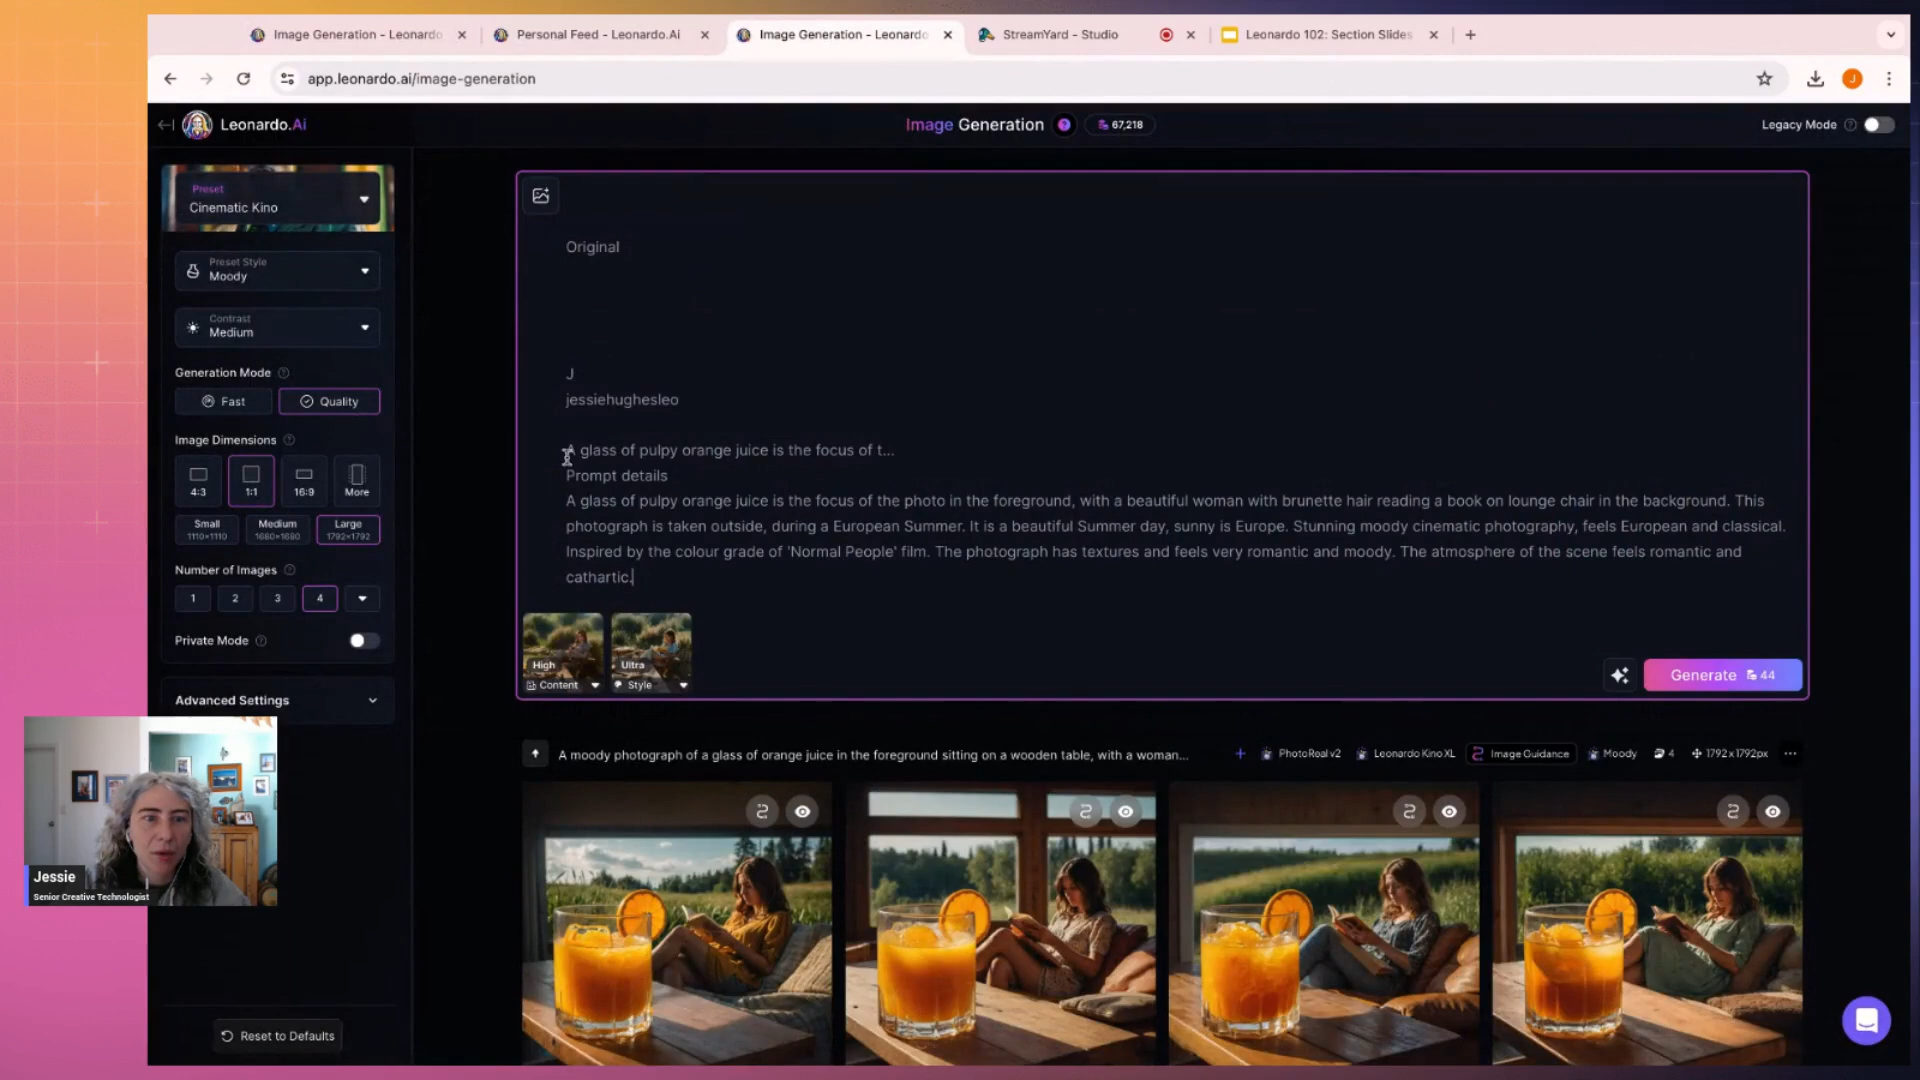 Image Generation - Leonardo
Personal Feed - Leonardo.Ai
Image Generation - Leonardo
StreamYard - Studio
Leonardo 102: Section Slides
app.leonardo.ai/image-generation
J
Leonardo.Ai
Image Generation
67,218
Legacy Mode
Preset
Cinematic Kino
Preset Style
Moody
Contrast
Medium
Generation Mode
Fast
Quality
Image Dimensions
4:3
1:1
16:9
More
Small
1110×1110
Medium
1680×1680
Large
1792×1792
Number of Images
1
2
3
4
Private Mode
Advanced Settings
Reset to Defaults
Original
J
jessiehughesleo
A glass of pulpy orange juice is the focus of t...
Prompt details
A glass of pulpy orange juice is the focus of the photo in the foreground, with a beautiful woman with brunette hair reading a book on lounge chair in the background. This
photograph is taken outside, during a European Summer. It is a beautiful Summer day, sunny is Europe. Stunning moody cinematic photography, feels European and classical.
Inspired by the colour grade of 'Normal People' film. The photograph has textures and feels very romantic and moody. The atmosphere of the scene feels romantic and
cathartic.
High
Content
Ultra
Style
Generate 44
A moody photograph of a glass of orange juice in the foreground sitting on a wooden table, with a woman...
PhotoReal v2
Leonardo Kino XL
Image Guidance
Moody
4
1792x1792px
Jessie
Senior Creative Technologist